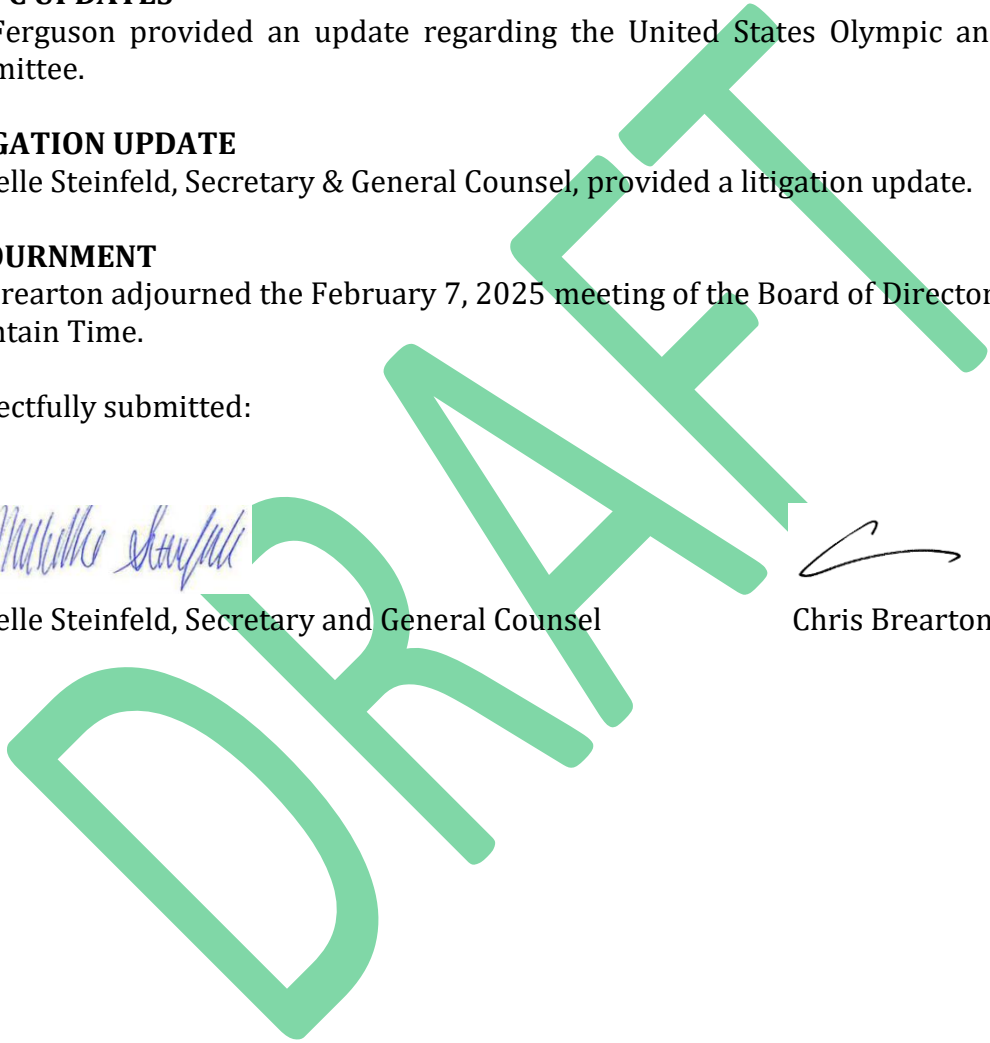 Ferguson provided an update regarding the United States Olympic an
mittee.
GATION UPDATE
elle Steinfeld, Secretary & General Counsel, provided a litigation update.
OURNMENT
rearton adjourned the February 7, 2025 meeting of the Board of Director
ntain Time.
ectfully submitted:
elle Steinfeld, Secretary and General Counsel Chris Brearton
DRAFT